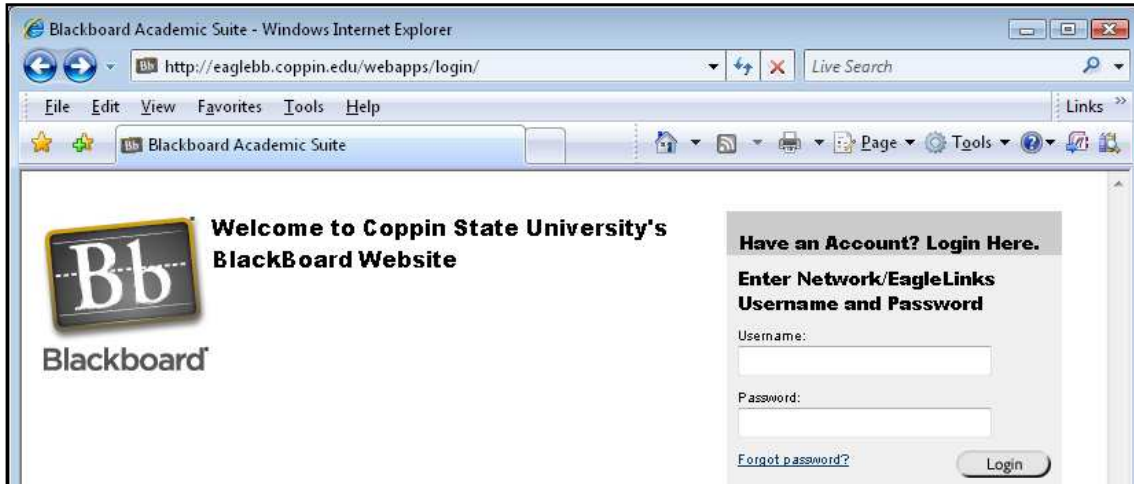 Blackboard Academic Suite - Windows Internet Explorer
Bb http://eaglebb.coppin.edu/webapps/login/ Live Search
File Edit View Favorites Tools Help Links »
Bb Blackboard Academic Suite Page Tools
Welcome to Coppin State University's
BlackBoard Website
Bb
Blackboard
Have an Account? Login Here.
Enter Network/EagleLinks
Username and Password
Username:
Password:
Forgot password? Login